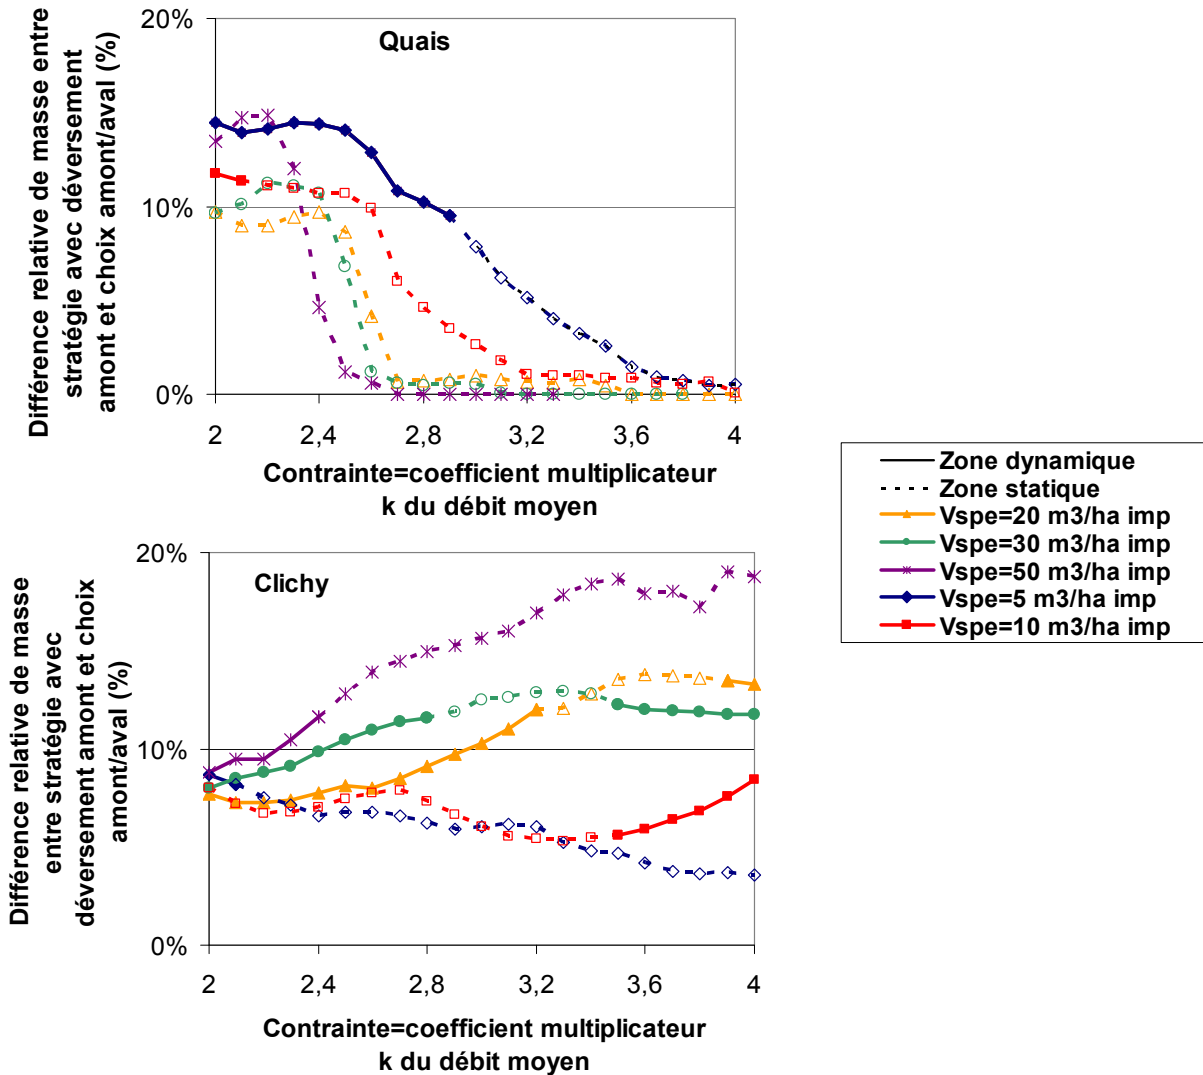 20%
10%
0%
Différence relative de masse entre
stratégie avec déversement
amont et choix amont/aval (%)
Quais
2
2,4
2,8
3,2
3,6
4
Contrainte=coefficient multiplicateur
k du débit moyen
Zone dynamique
Zone statique
Vspe=20 m3/ha imp
Vspe=30 m3/ha imp
Vspe=50 m3/ha imp
Vspe=5 m3/ha imp
Vspe=10 m3/ha imp
20%
10%
0%
Différence relative de masse
entre stratégie avec
déversement amont et choix
amont/aval (%)
Clichy
2
2,4
2,8
3,2
3,6
4
Contrainte=coefficient multiplicateur
k du débit moyen